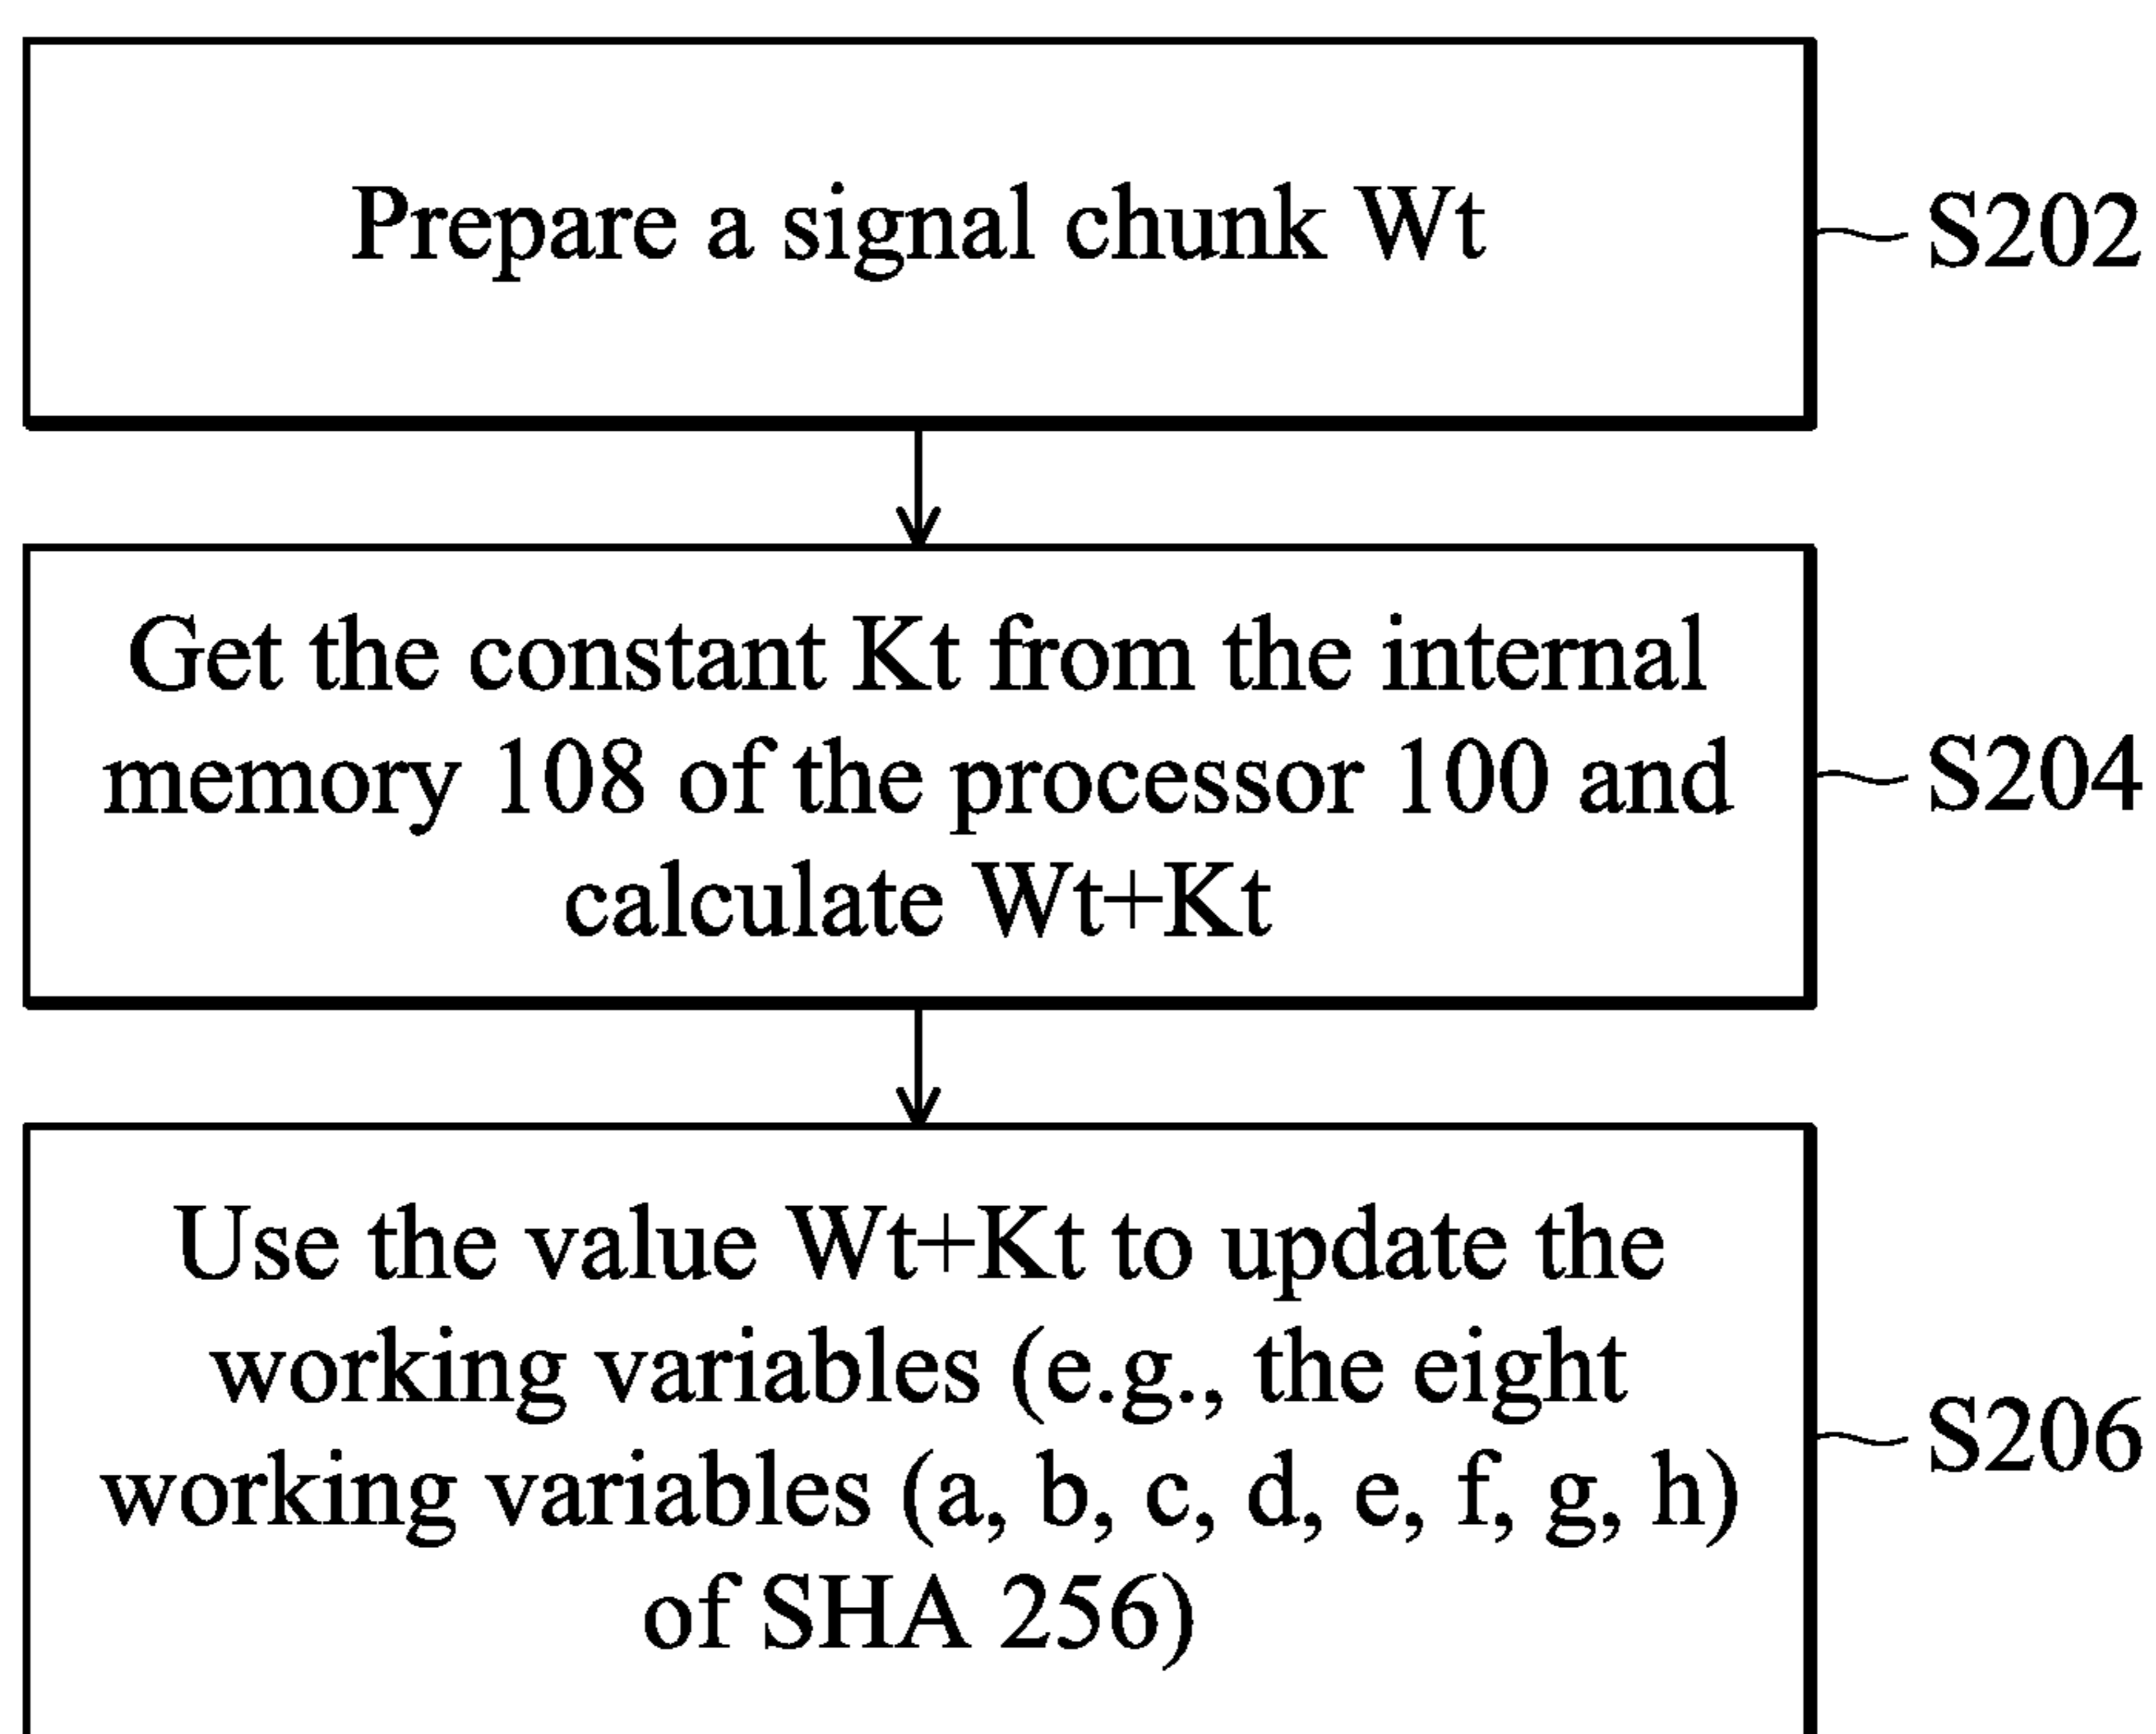 Prepare a signal chunk Wt
S202
Get the constant Kt from the internal
memory 108 of the processor 100 and
calculate Wt+Kt
S204
Use the value Wt+Kt to update the
working variables (e.g., the eight
working variables (a, b, c, d, e, f, g, h)
of SHA 256)
S206